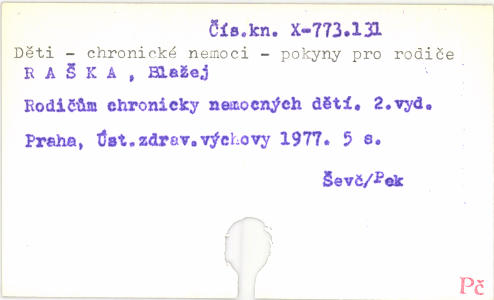 Čís.kn. X-773.131
Děti - chronické nemoci - pokyny pro rodiče
R A Š K A , Blažej
Rodičům chronicky nemocných dětí. 2.vyd.
Praha, Úst.zdrav.výchovy 1977. 5 s.
Ševč/Pek
Pč